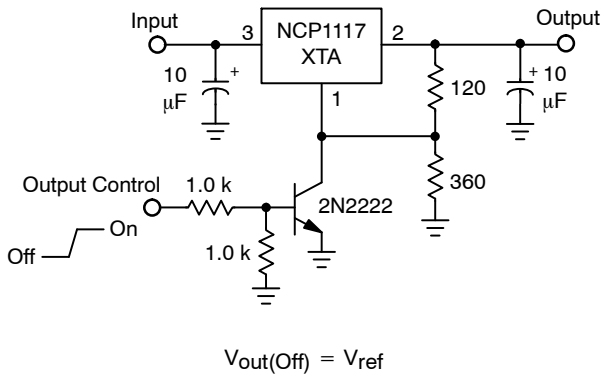 Input
Output
NCP1117
XTA
3
2
1
10
μF
+
+ 10
μF
120
360
Output Control
1.0 k
2N2222
1.0 k
On
Off
Vout(Off) = Vref